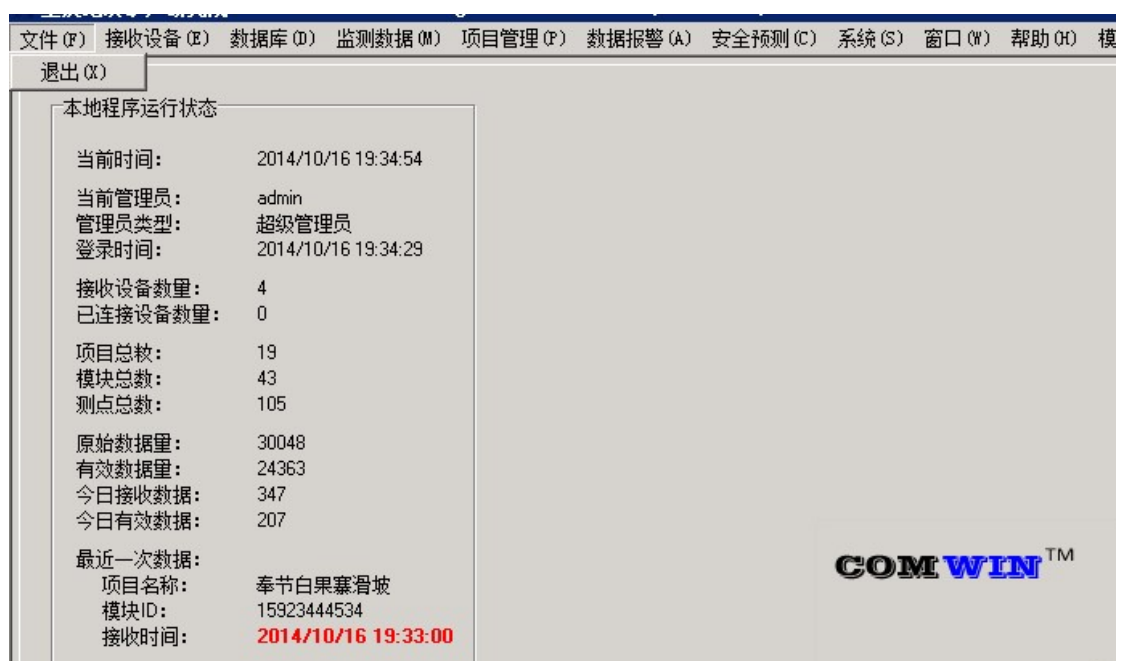 文件(F) 接收设备(E) 数据库(D) 监测数据(M) 项目管理(P) 数据报警(A) 安全预测(C) 系统(S) 窗口(W) 帮助(H) 模
退出(X)
本地程序运行状态
当前时间： 2014/10/16 19:34:54
当前管理员： admin
管理员类型： 超级管理员
登录时间： 2014/10/16 19:34:29
接收设备数量： 4
已连接设备数量： 0
项目总数： 19
模块总数： 43
测点总数： 105
原始数据量： 30048
有效数据量： 24363
今日接收数据： 347
今日有效数据： 207
最近一次数据：
项目名称： 奉节白果寨滑坡
模块ID： 15923444534
接收时间： 2014/10/16 19:33:00
COMWIN™